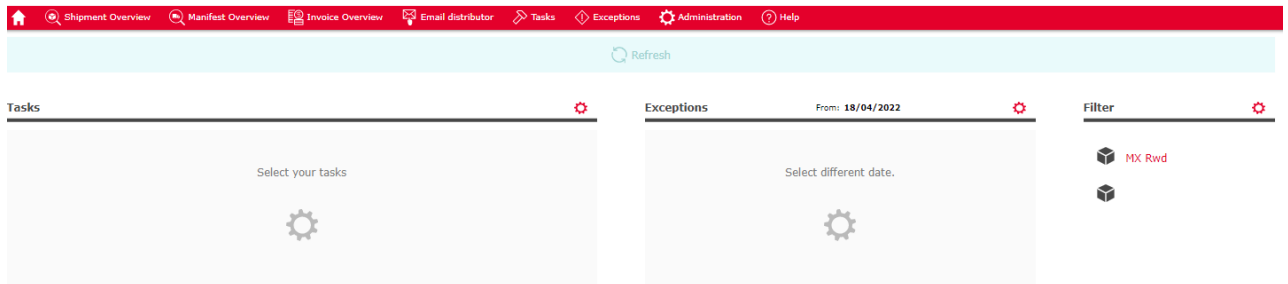 Shipment Overview Manifest Overview Invoice Overview Email distributor Tasks Exceptions Administration Help
Refresh
Tasks
Select your tasks
Exceptions From: 18/04/2022
Select different date.
Filter
MX Rwd